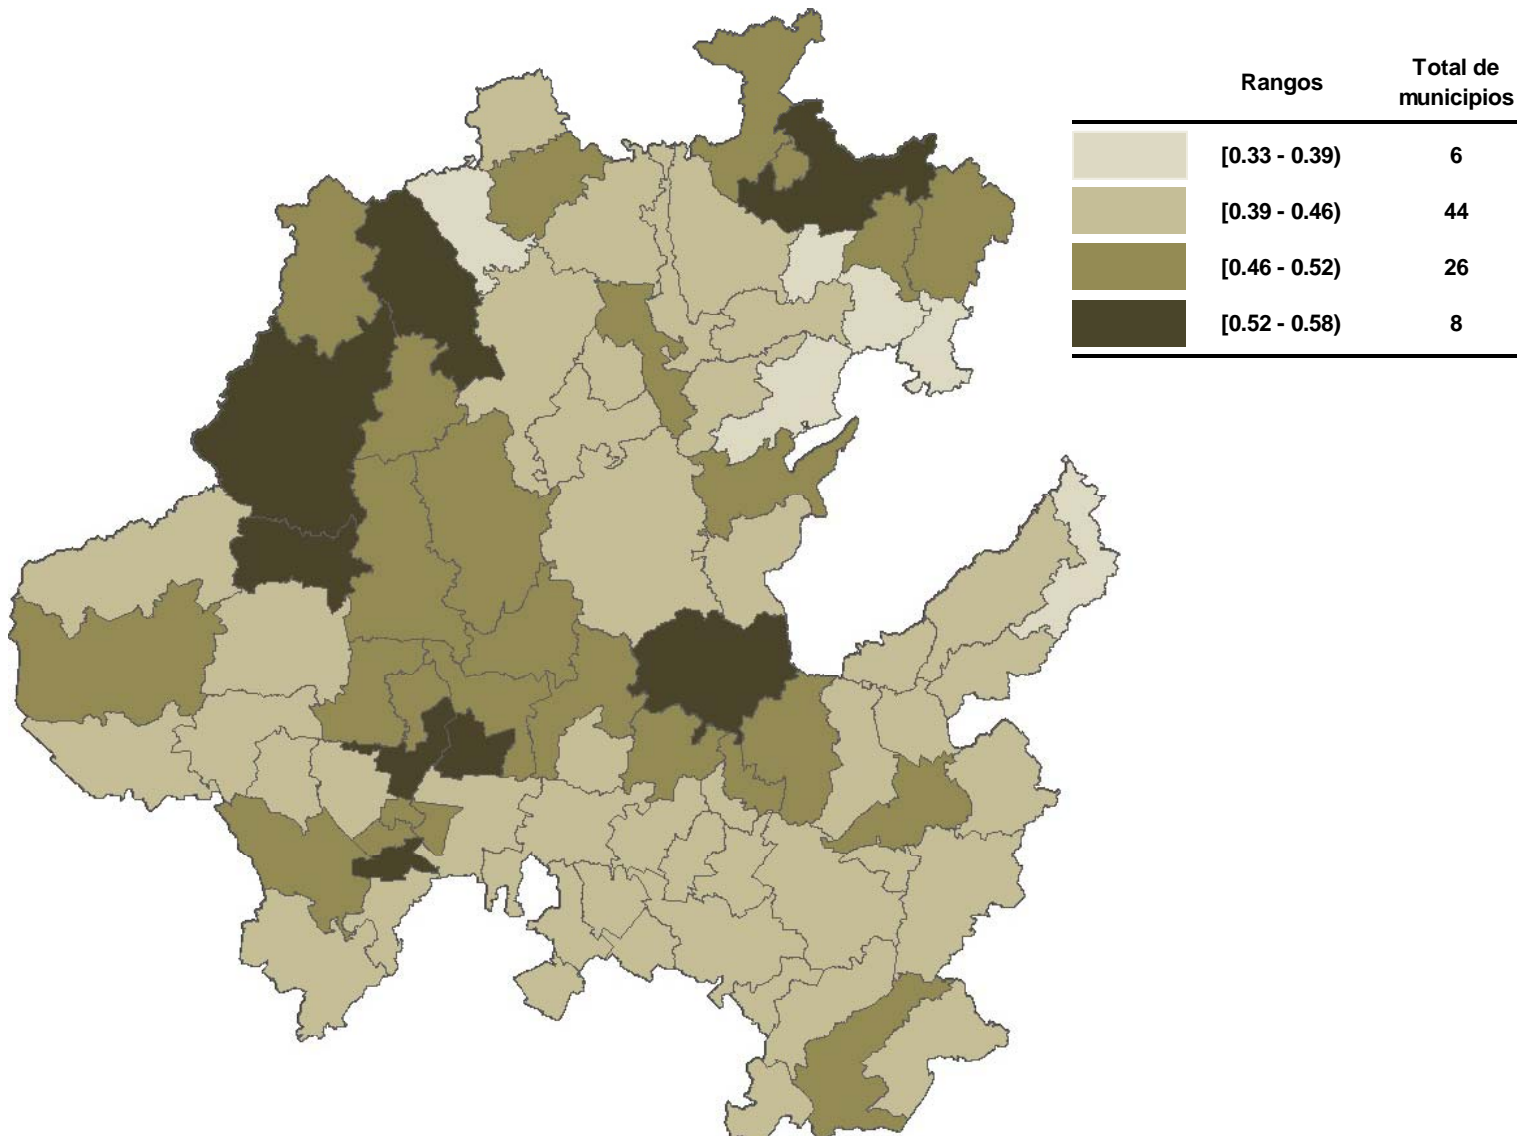 Rangos
Total de
municipios
[0.33 - 0.39)
6
[0.39 - 0.46)
44
[0.46 - 0.52)
26
[0.52 - 0.58)
8